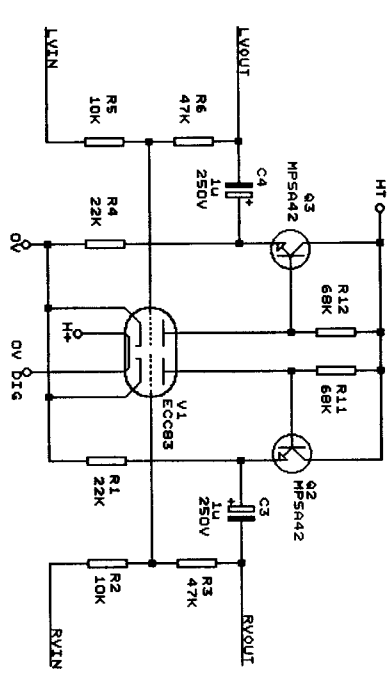 LVIN
LVOUT
R5
10K
R6
47K
C4
1u
250V
+
Q3
MPSA42
HT
R4
22K
0V
R12
68K
H+
0V DIG
V1
ECC83
R11
68K
R1
22K
C3
1u
250V
+
Q2
MPSA42
R2
10K
R3
47K
RVIN
RVOUT